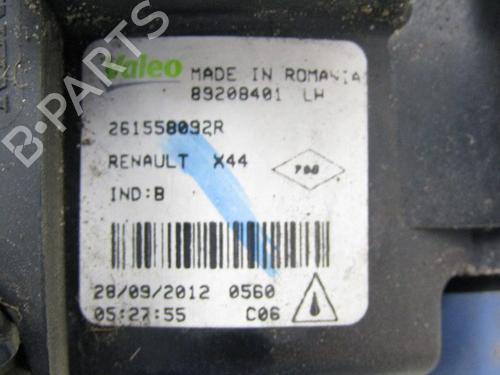 Valeo MADE IN ROMANIA
89208401 LH
261558092R
RENAULT X44
IND:B
28/09/2012 0560
05:27:55 C06
B-PARTS